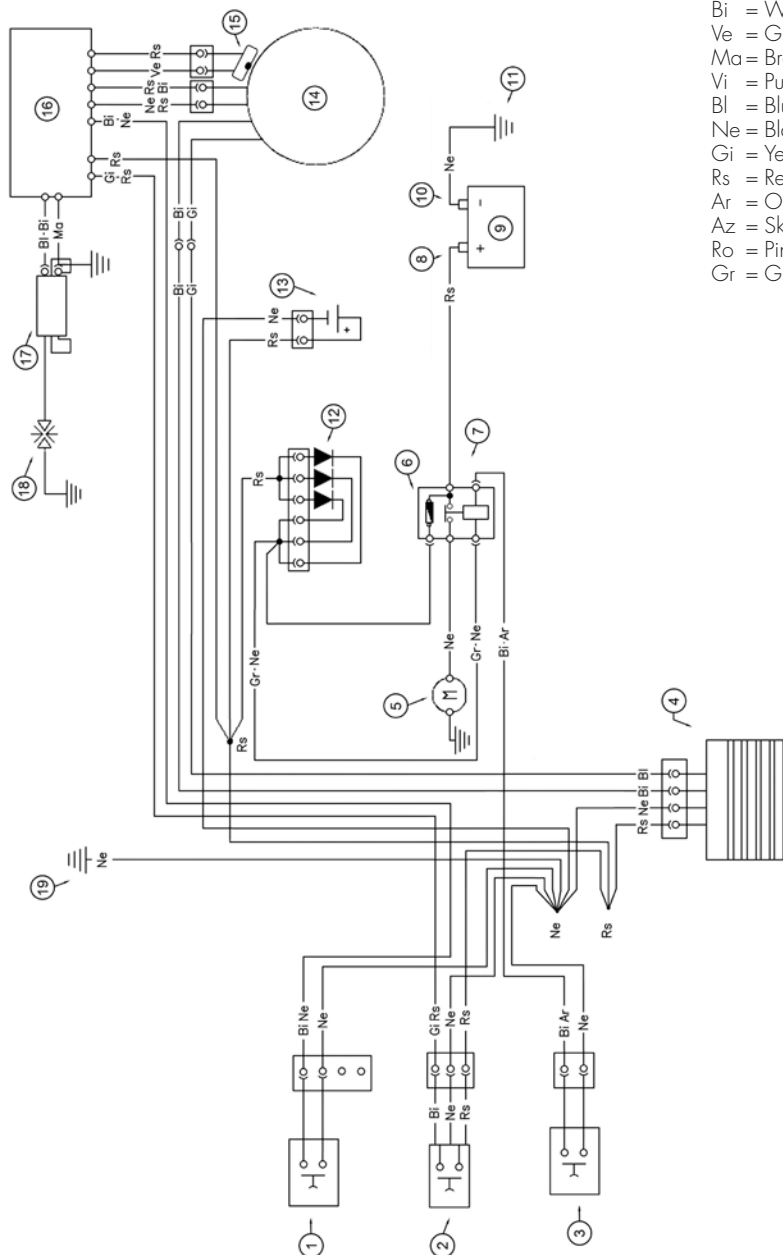 Bi = W
Ve = G
Ma = Br
Vi = Pu
Bl = Blu
Ne = Bla
Gi = Ye
Rs = Re
Ar = O
Az = Sk
Ro = Pin
Gr = G
16
15
14
Rs
Ve
Rs Bi
Ne Rs
Bi-Ne
Rs
Gi-Rs
Bl-Bi
Ma
17
18
Bi
Gi
Bi
Gi
13
Ne
Rs
+
11
10
Ne
-
9
+
8
Rs
12
Rs
7
6
Ne
Gr-Ne
Bi-Ar
Gr-Ne
5
M
Rs
4
Bl
Bi
Ne
Rs
19
Ne
Ne
Rs
Bi Ne
Ne
1
Gi Rs
Ne
Rs
Bi
Ne
Rs
2
Bi Ar
Ne
3